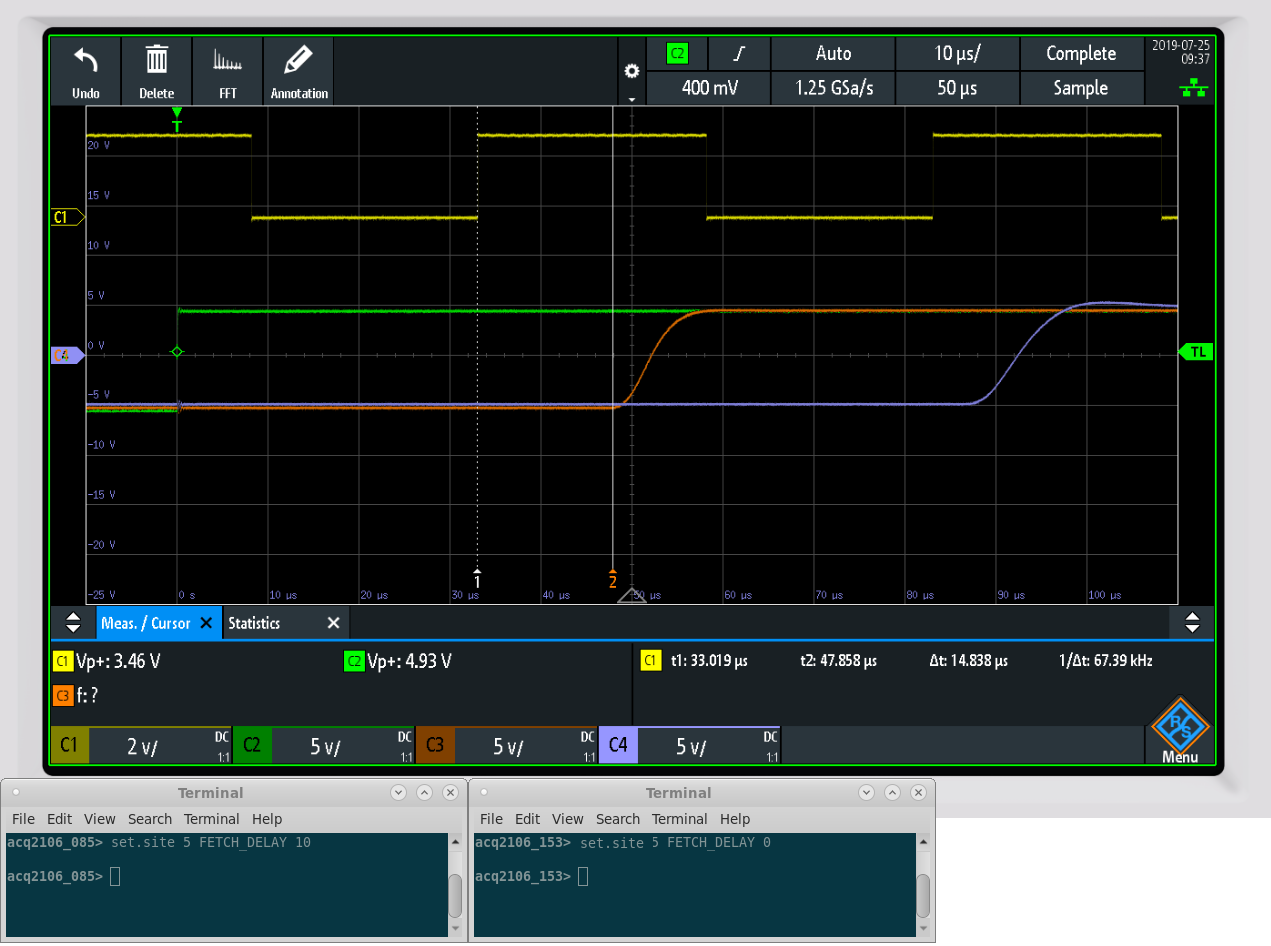 2019-07-25
C2 Auto 10 µs/ Complete 09:37
Undo Delete FFT Annotation
400 mV 1.25 GSa/s 50 µs Sample
T
20 V
15 V
C1
10 V
5 V
0 V
C4 TL
-5 V
-10 V
-15 V
-20 V
1 2
-25 V 0 s 10 µs 20 µs 30 µs 40 µs 50 µs 60 µs 70 µs 80 µs 90 µs 100 µs
Meas. / Cursor Statistics
C1 Vp+: 3.46 V C2 Vp+: 4.93 V C1 t1: 33.019 µs t2: 47.858 µs Δt: 14.838 µs 1/Δt: 67.39 kHz
C3 f: ?
R&S
C1 2 V/ DC 1:1 C2 5 V/ DC 1:1 C3 5 V/ DC 1:1 C4 5 V/ DC 1:1
Menu
Terminal
File Edit View Search Terminal Help
acq2106_085> set.site 5 FETCH_DELAY 10
acq2106_085>
Terminal
File Edit View Search Terminal Help
acq2106_153> set.site 5 FETCH_DELAY 0
acq2106_153>